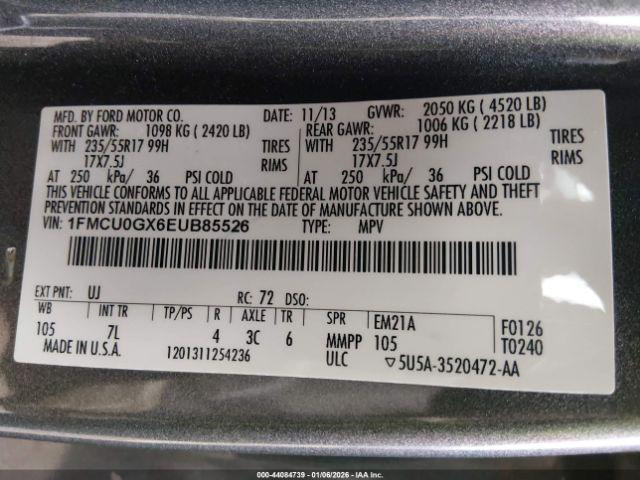 MFD. BY FORD MOTOR CO. DATE: 11/13 GVWR: 2050 KG ( 4520 LB)
FRONT GAWR: 1098 KG ( 2420 LB) REAR GAWR: 1006 KG ( 2218 LB)
WITH 235/55R17 99H TIRES WITH 235/55R17 99H TIRES
17X7.5J RIMS 17X7.5J RIMS
AT 250 kPa/ 36 PSI COLD AT 250 kPa/ 36 PSI COLD
THIS VEHICLE CONFORMS TO ALL APPLICABLE FEDERAL MOTOR VEHICLE SAFETY AND THEFT
PREVENTION STANDARDS IN EFFECT ON THE DATE OF MANUFACTURE SHOWN ABOVE.
VIN: 1FMCU0GX6EUB85526 TYPE: MPV
EXT PNT: UJ RC: 72 DSO:
WB INT TR TP/PS R AXLE TR SPR EM21A F0126
105 7L 4 3C 6 MMPP 105 T0240
MADE IN U.S.A. 1201311254236 ULC ▽5U5A-3520472-AA
000-44084739 - 01/06/2026 - IAA Inc.